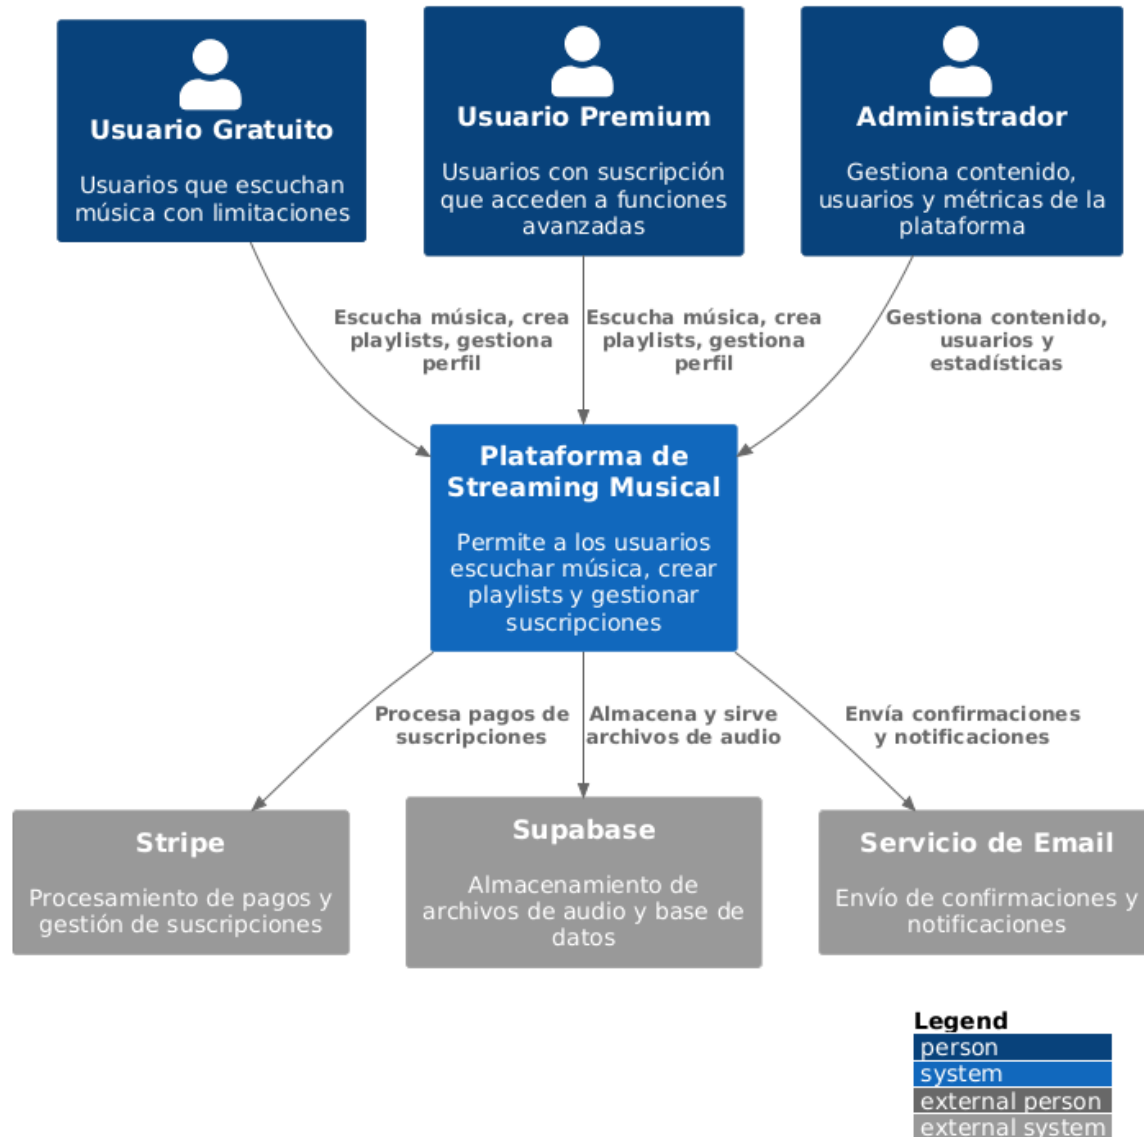 Usuario Gratuito
Usuarios que escuchan
música con limitaciones
Usuario Premium
Usuarios con suscripción
que acceden a funciones
avanzadas
Administrador
Gestiona contenido,
usuarios y métricas de la
plataforma
Escucha música, crea
playlists, gestiona
perfil
Escucha música, crea
playlists, gestiona
perfil
Gestiona contenido,
usuarios y
estadísticas
Plataforma de
Streaming Musical
Permite a los usuarios
escuchar música, crear
playlists y gestionar
suscripciones
Procesa pagos de
suscripciones
Almacena y sirve
archivos de audio
Envía confirmaciones
y notificaciones
Stripe
Procesamiento de pagos y
gestión de suscripciones
Supabase
Almacenamiento de
archivos de audio y base de
datos
Servicio de Email
Envío de confirmaciones y
notificaciones
Legend
person
system
external person
external system